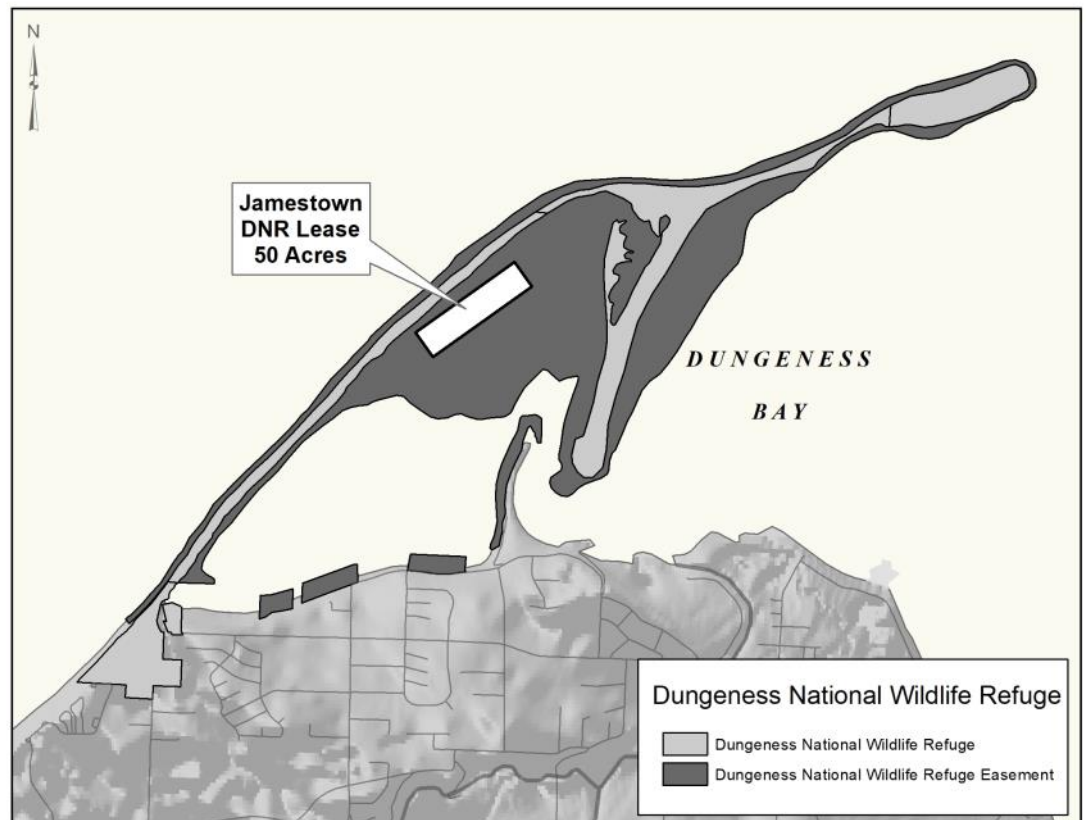 N
Jamestown
DNR Lease
50 Acres
DUNGENESS
BAY
Dungeness National Wildlife Refuge
Dungeness National Wildlife Refuge
Dungeness National Wildlife Refuge Easement